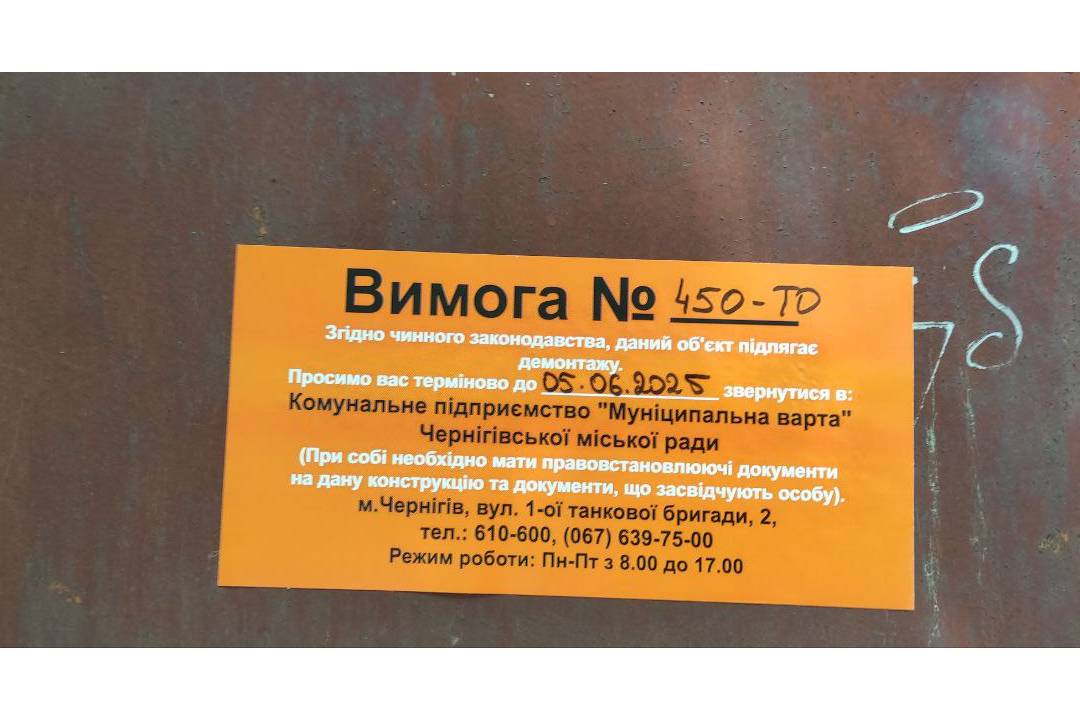 Вимога № 450-ТО
Згідно чинного законодавства, даний об'єкт підлягає
демонтажу.
Просимо вас терміново до 05.06.2025 звернутися в:
Комунальне підприємство "Муніципальна варта"
Чернігівської міської ради
(При собі необхідно мати правовстановлюючі документи
на дану конструкцію та документи, що засвідчують особу).
м.Чернігів, вул. 1-ої танкової бригади, 2,
тел.: 610-600, (067) 639-75-00
Режим роботи: Пн-Пт з 8.00 до 17.00